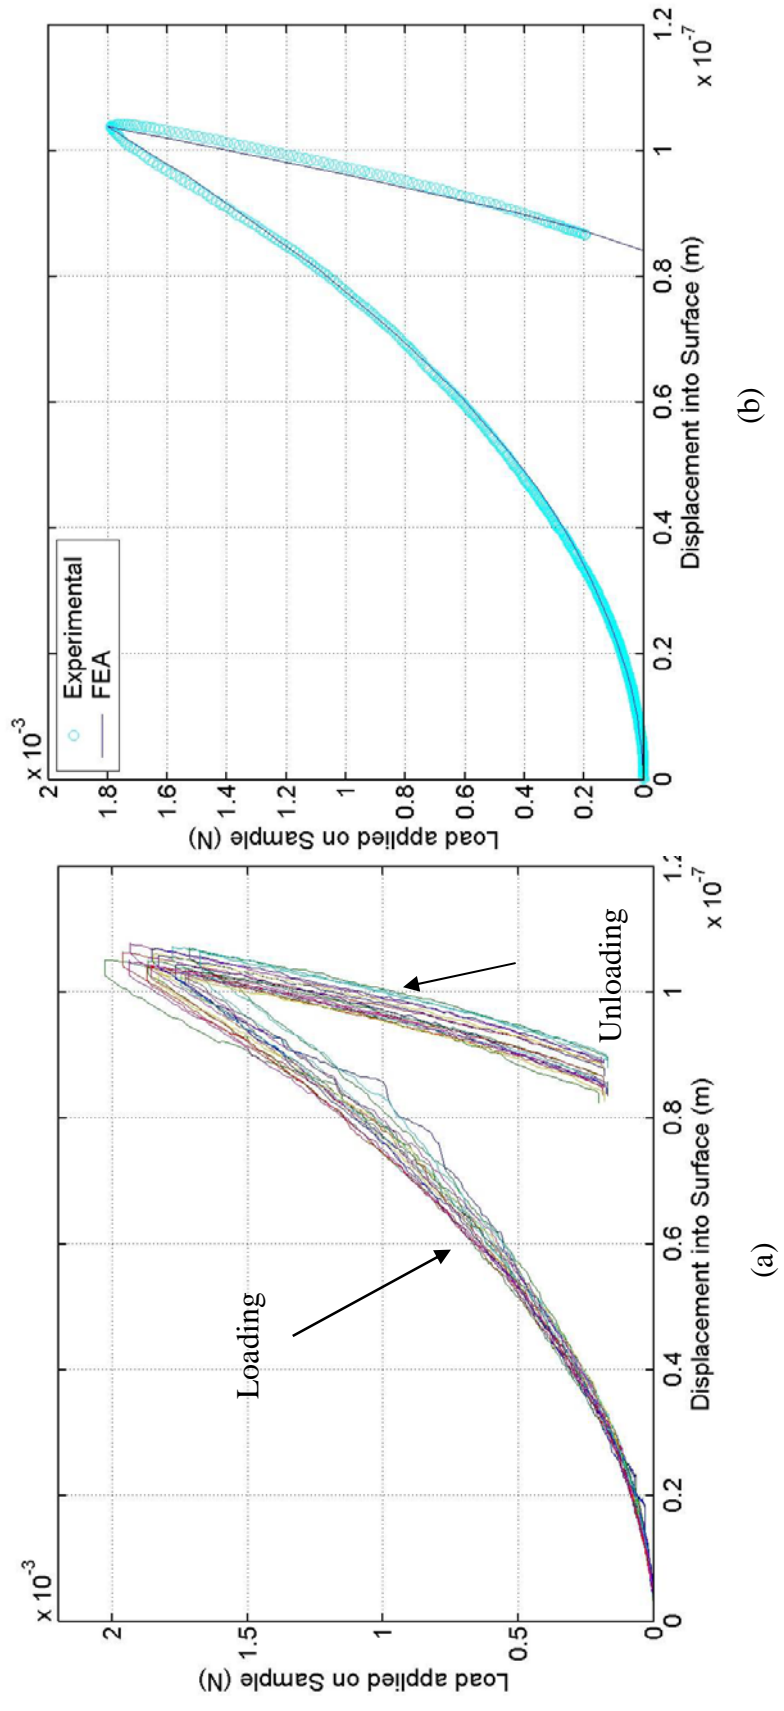 x 10-3
2
1.5
1
0.5
0
Load applied on Sample (N)
Loading
Unloading
0
0.2
0.4
0.6
0.8
1
1.2
x 10-7
Displacement into Surface (m)
(a)
x 10-3
2
1.8
1.6
1.4
1.2
1
0.8
0.6
0.4
0.2
0
Load applied on Sample (N)
Experimental
FEA
0
0.2
0.4
0.6
0.8
1
1.2
x 10-7
Displacement into Surface (m)
(b)